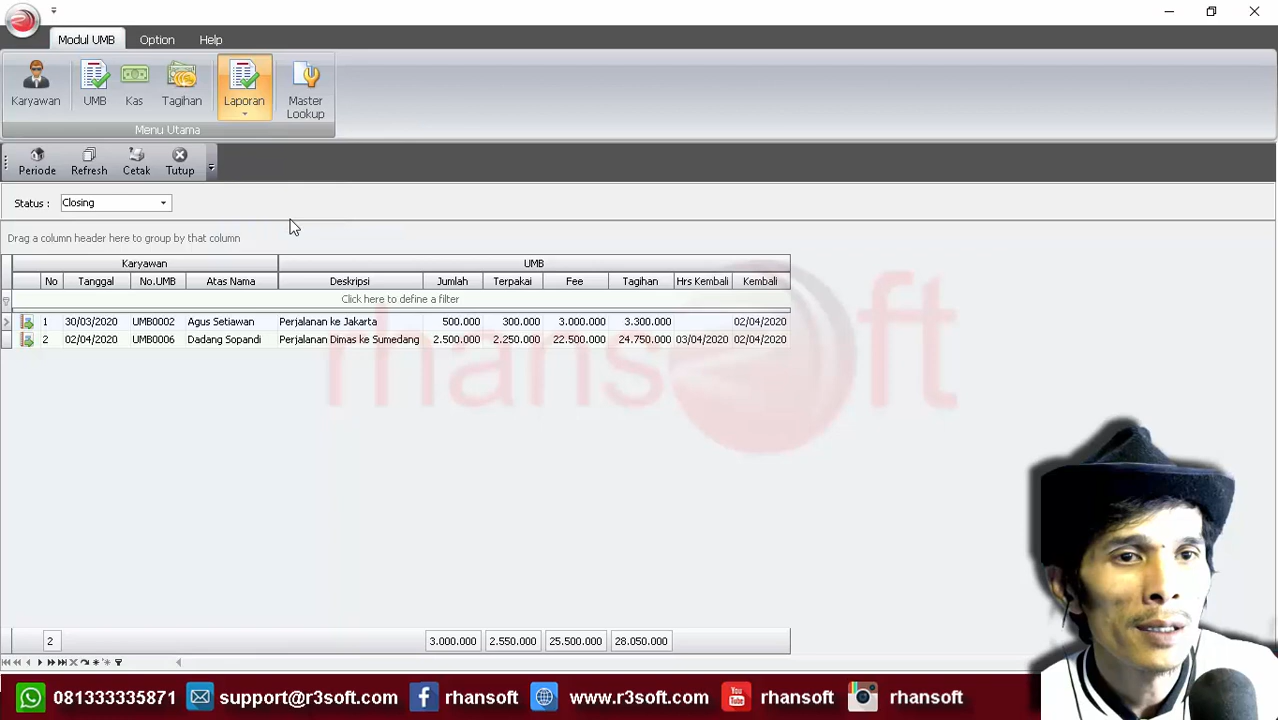 Modul UMB Option Help
Karyawan UMB Kas Tagihan Laporan Master Lookup
Menu Utama
Periode Refresh Cetak Tutup
Status : Closing
Drag a column header here to group by that column
Karyawan UMB
No Tanggal No.UMB Atas Nama Deskripsi Jumlah Terpakai Fee Tagihan Hrs Kembali Kembali
Click here to define a filter
1 30/03/2020 UMB0002 Agus Setiawan Perjalanan ke Jakarta 500.000 300.000 3.000.000 3.300.000 02/04/2020
2 02/04/2020 UMB0006 Dadang Sopandi Perjalanan Dimas ke Sumedang 2.500.000 2.250.000 22.500.000 24.750.000 03/04/2020 02/04/2020
rhansoft
2 3.000.000 2.550.000 25.500.000 28.050.000
081333335871 support@r3soft.com rhansoft www.r3soft.com rhansoft rhansoft